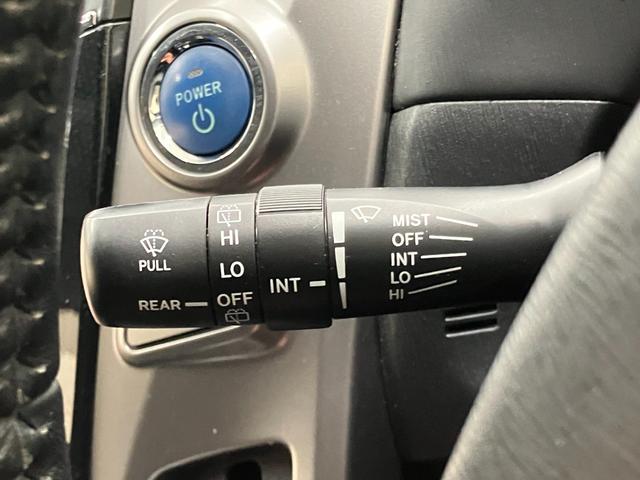 POWER
PULL
REAR
HI
LO
OFF
INT
MIST
OFF
INT
LO
HI